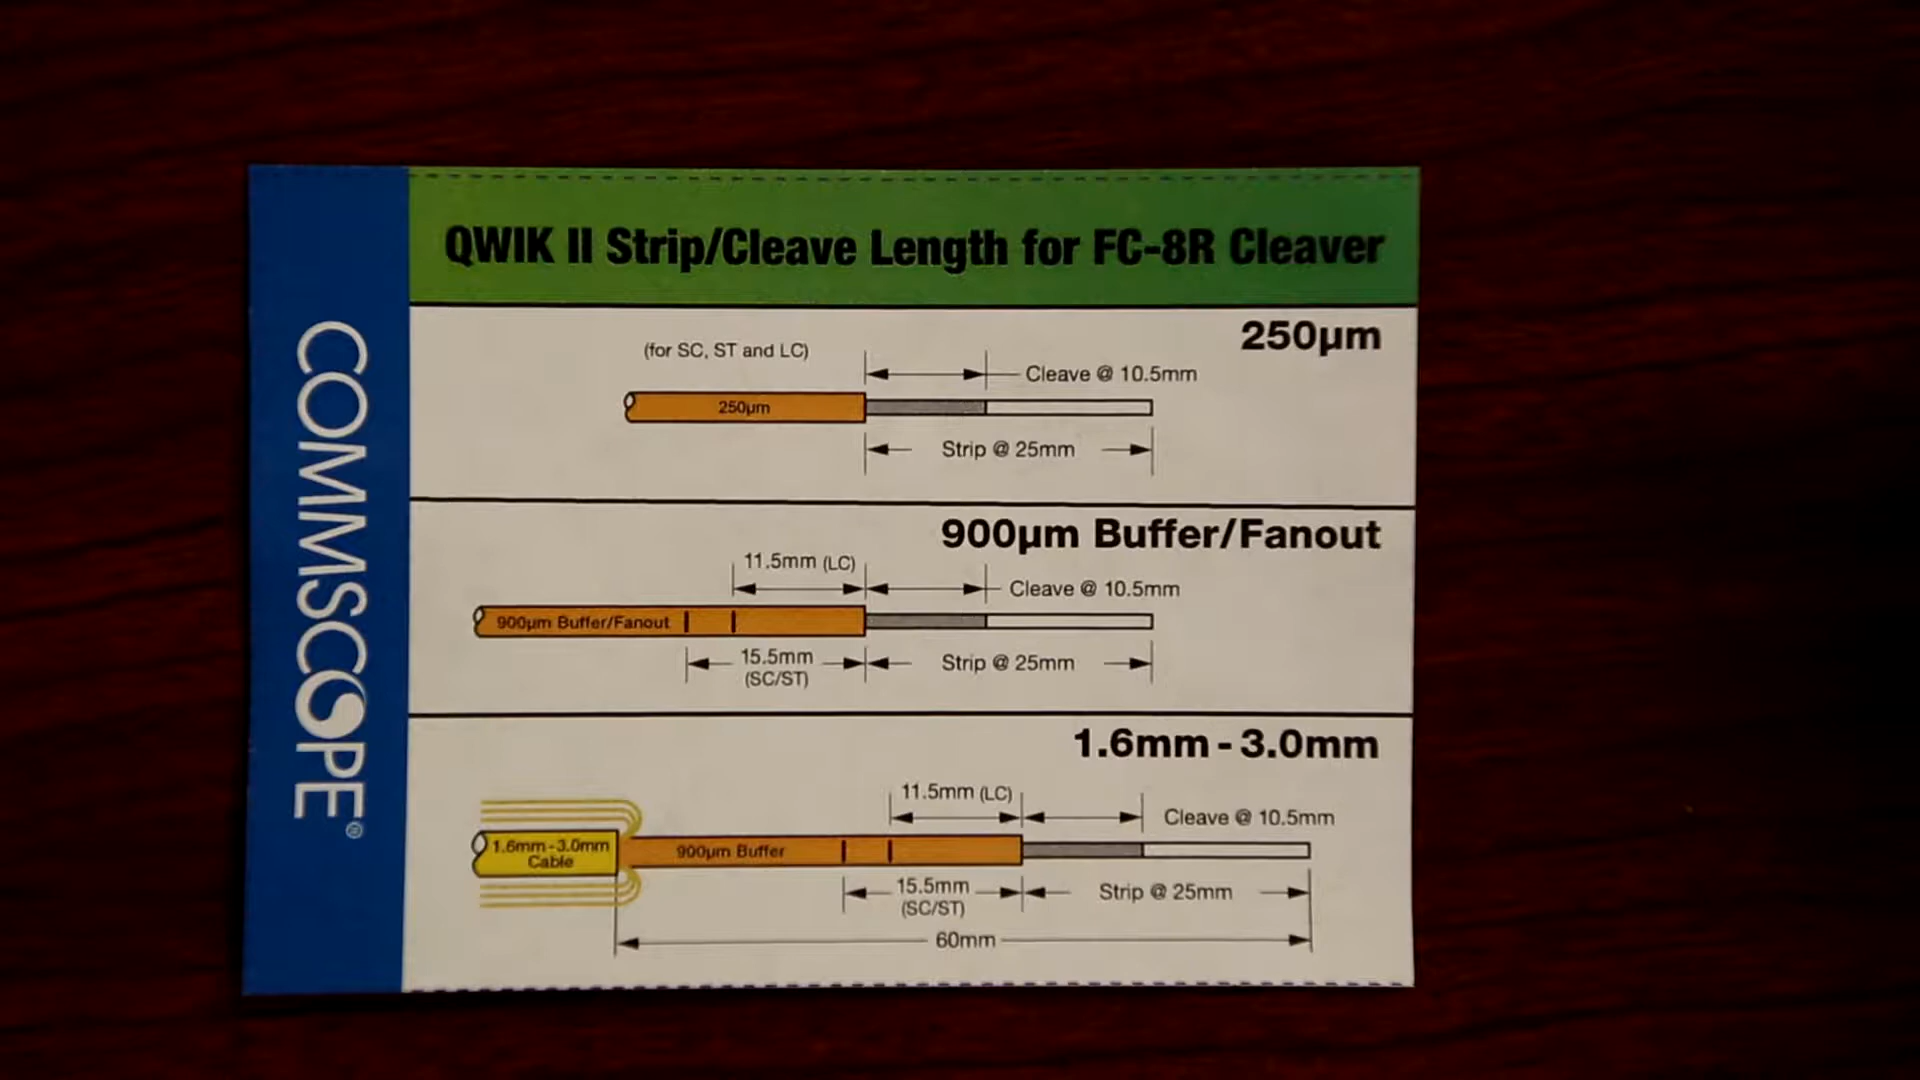 COMMSCOPE®
QWIK II Strip/Cleave Length for FC-8R Cleaver
250µm
(for SC, ST and LC)
Cleave @ 10.5mm
250µm
Strip @ 25mm
900µm Buffer/Fanout
11.5mm (LC)
Cleave @ 10.5mm
900µm Buffer/Fanout
15.5mm
(SC/ST)
Strip @ 25mm
1.6mm - 3.0mm
11.5mm (LC)
Cleave @ 10.5mm
1.6mm-3.0mm
Cable
900µm Buffer
15.5mm
(SC/ST)
Strip @ 25mm
60mm